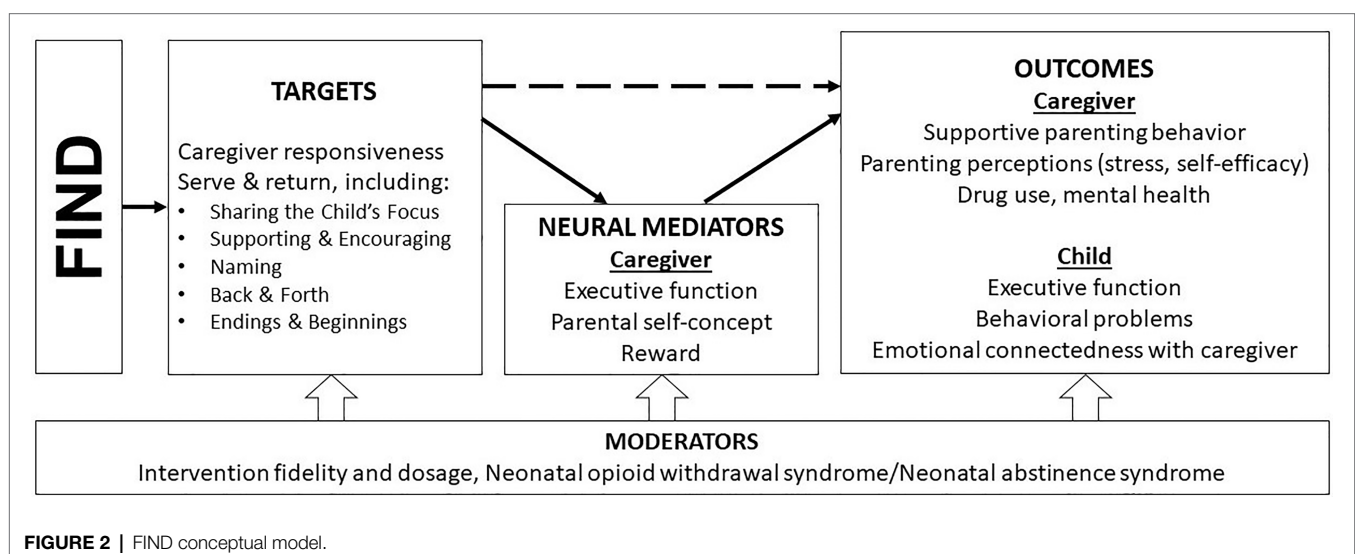 FIND
TARGETS
Caregiver responsiveness
Serve & return, including:
• Sharing the Child's Focus
• Supporting & Encouraging
• Naming
• Back & Forth
• Endings & Beginnings
NEURAL MEDIATORS
Caregiver
Executive function
Parental self-concept
Reward
OUTCOMES
Caregiver
Supportive parenting behavior
Parenting perceptions (stress, self-efficacy)
Drug use, mental health
Child
Executive function
Behavioral problems
Emotional connectedness with caregiver
MODERATORS
Intervention fidelity and dosage, Neonatal opioid withdrawal syndrome/Neonatal abstinence syndrome
FIGURE 2 | FIND conceptual model.